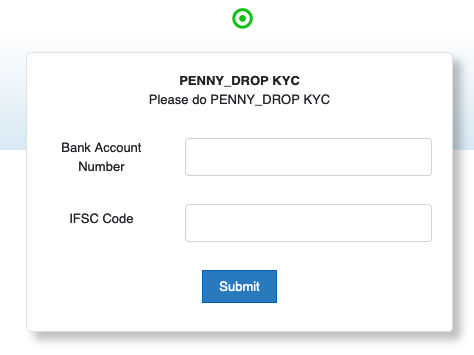 PENNY_DROP KYC
Please do PENNY_DROP KYC
Bank Account
Number
IFSC Code
Submit